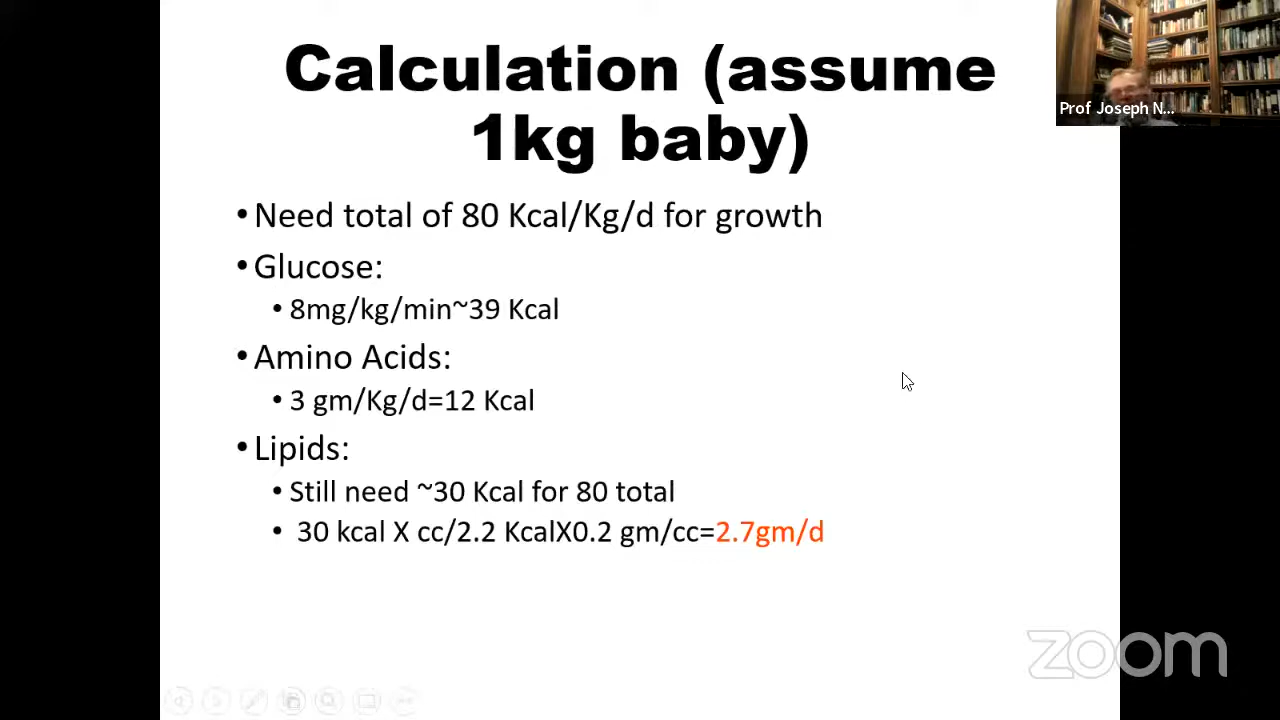 Calculation (assume
1kg baby)
Prof Joseph N...
•Need total of 80 Kcal/Kg/d for growth
•Glucose:
•8mg/kg/min~39 Kcal
•Amino Acids:
•3 gm/Kg/d=12 Kcal
•Lipids:
•Still need ~30 Kcal for 80 total
• 30 kcal X cc/2.2 KcalX0.2 gm/cc=2.7gm/d
zoom